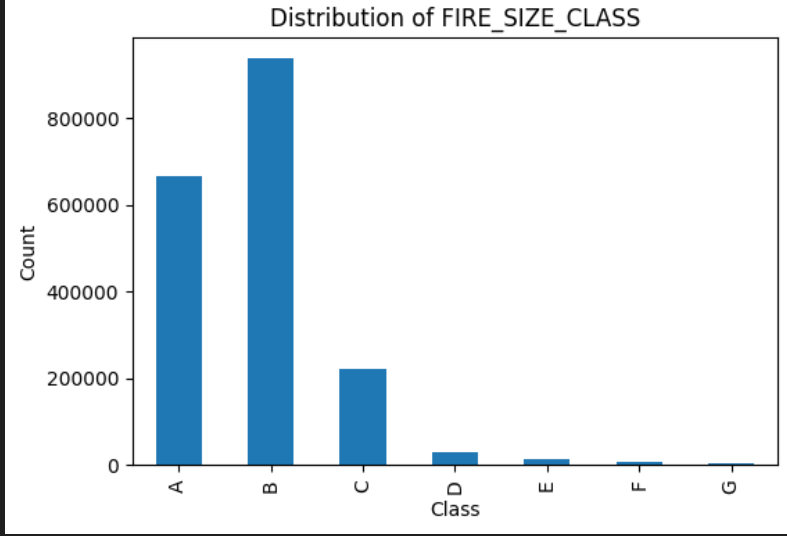 Distribution of FIRE_SIZE_CLASS
800000
600000
400000
200000
0
Count
A B C D E F G
Class